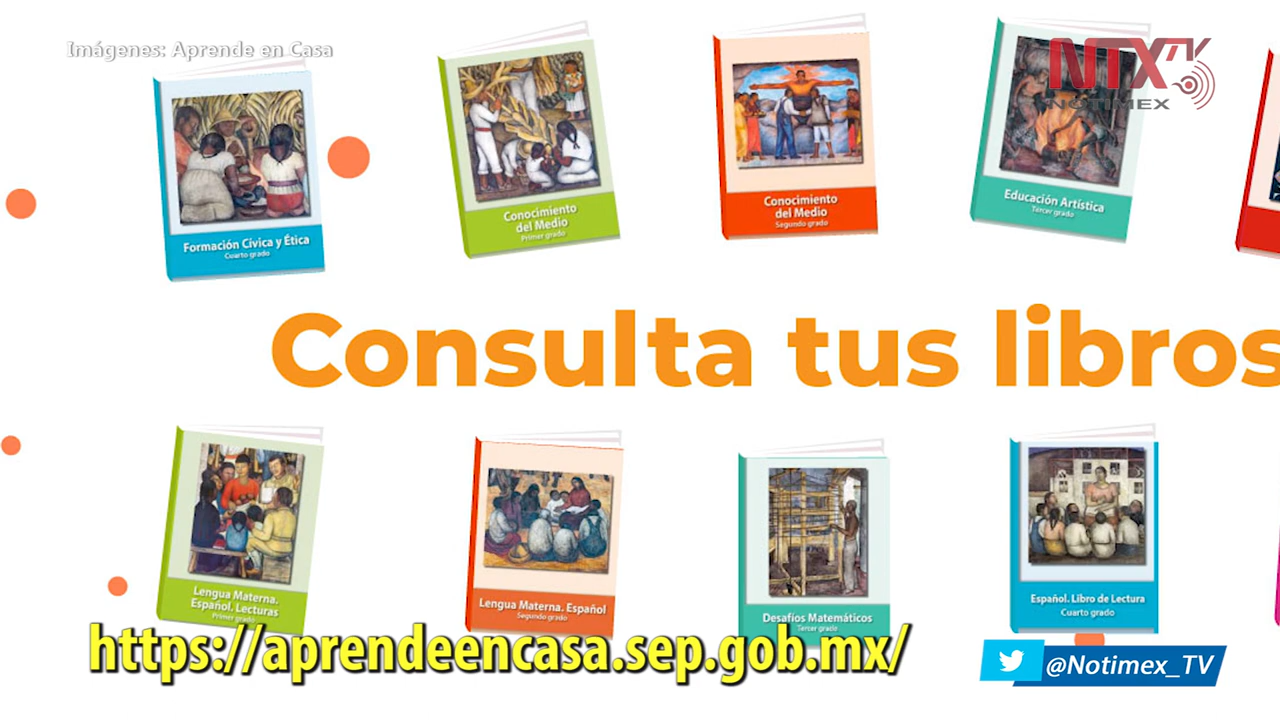 Imágenes: Aprende en Casa
NTX TV
NOTIMEX
Formación Cívica y Ética
Cuarto grado
Conocimiento
del Medio
Primer grado
Conocimiento
del Medio
Segundo grado
Educación Artística
Tercer grado
Consulta tus libros
Lengua Materna.
Español. Lecturas
Primer grado
Lengua Materna. Español
Segundo grado
Desafíos Matemáticos
Tercer grado
Español. Libro de Lectura
Cuarto grado
https://aprendeencasa.sep.gob.mx/
@Notimex_TV